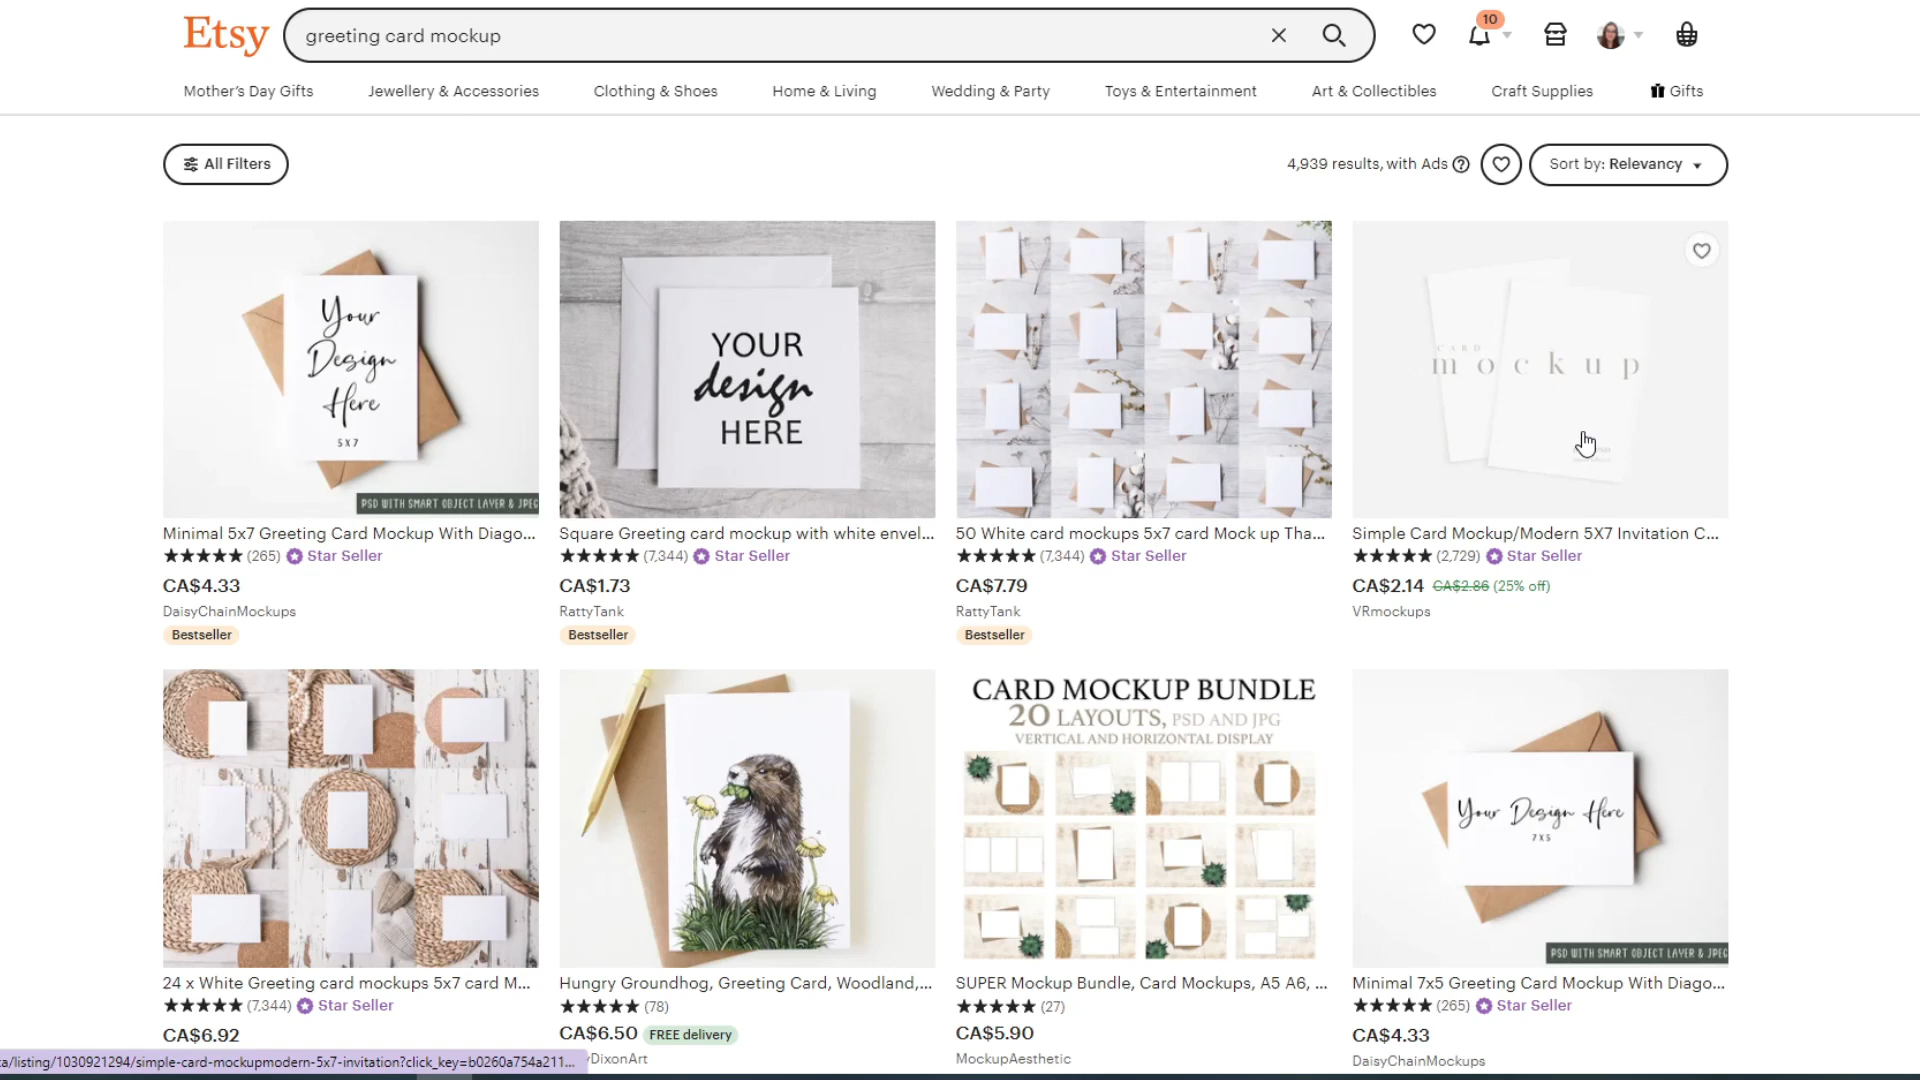 Etsy
greeting card mockup
10
Mother's Day Gifts
Jewellery & Accessories
Clothing & Shoes
Home & Living
Wedding & Party
Toys & Entertainment
Art & Collectibles
Craft Supplies
Gifts
All Filters
4,939 results, with Ads
Sort by: Relevancy
Your
Design
Here
5X7
PSD WITH SMART OBJECT LAYER & JPEG
YOUR
design
HERE
CARD
mockup
Minimal 5x7 Greeting Card Mockup With Diago...
(265) Star Seller
CA$4.33
DaisyChainMockups
Bestseller
Square Greeting card mockup with white envel...
(7,344) Star Seller
CA$1.73
RattyTank
Bestseller
50 White card mockups 5x7 card Mock up Tha...
(7,344) Star Seller
CA$7.79
RattyTank
Bestseller
Simple Card Mockup/Modern 5X7 Invitation C...
(2,729) Star Seller
CA$2.14 CA$2.86 (25% off)
VRmockups
CARD MOCKUP BUNDLE
20 LAYOUTS, PSD AND JPG
VERTICAL AND HORIZONTAL DISPLAY
Your Design Here
7X5
PSD WITH SMART OBJECT LAYER & JPEG
24 x White Greeting card mockups 5x7 card M...
(7,344) Star Seller
CA$6.92
Hungry Groundhog, Greeting Card, Woodland,...
(78)
CA$6.50 FREE delivery
yDixonArt
SUPER Mockup Bundle, Card Mockups, A5 A6, ...
(27)
CA$5.90
MockupAesthetic
Minimal 7x5 Greeting Card Mockup With Diago...
(265) Star Seller
CA$4.33
DaisyChainMockups
ca/listing/1030921294/simple-card-mockupmodern-5x7-invitation?click_key=b0260a754a211...